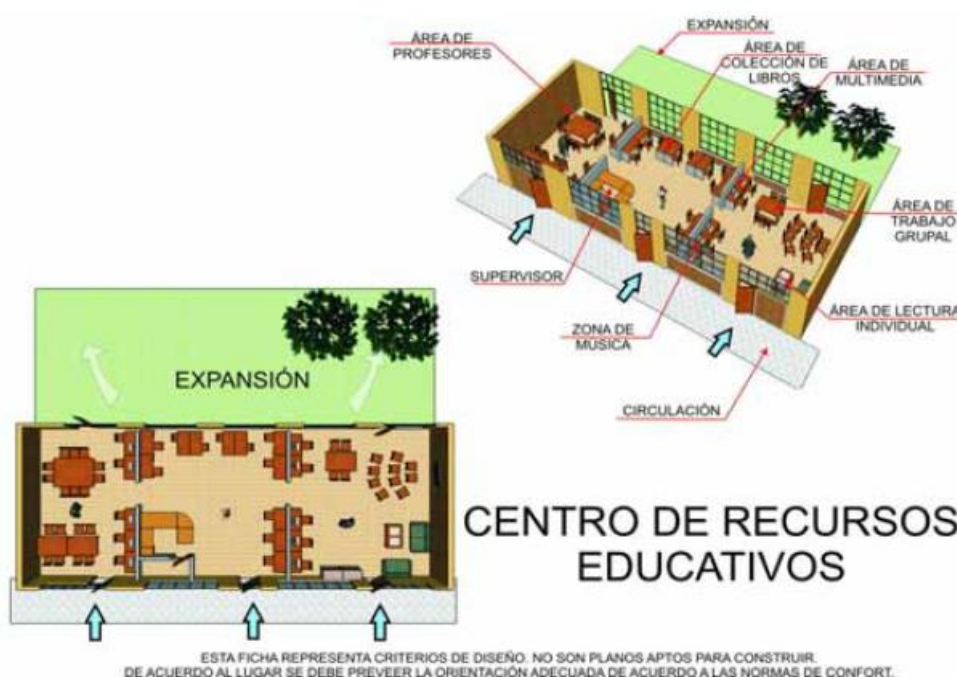 EXPANSIÓN
ÁREA DE
PROFESORES
ÁREA DE
COLECCIÓN DE
LIBROS
ÁREA DE
MULTIMEDIA
ÁREA DE
TRABAJO
GRUPAL
SUPERVISOR
ÁREA DE LECTURA
INDIVIDUAL
ZONA DE
MÚSICA
CIRCULACIÓN
EXPANSIÓN
CENTRO DE RECURSOS
EDUCATIVOS
ESTA FICHA REPRESENTA CRITERIOS DE DISEÑO. NO SON PLANOS APTOS PARA CONSTRUIR.
DE ACUERDO AL LUGAR SE DEBE PREVEER LA ORIENTACIÓN ADECUADA DE ACUERDO A LAS NORMAS DE CONFORT.